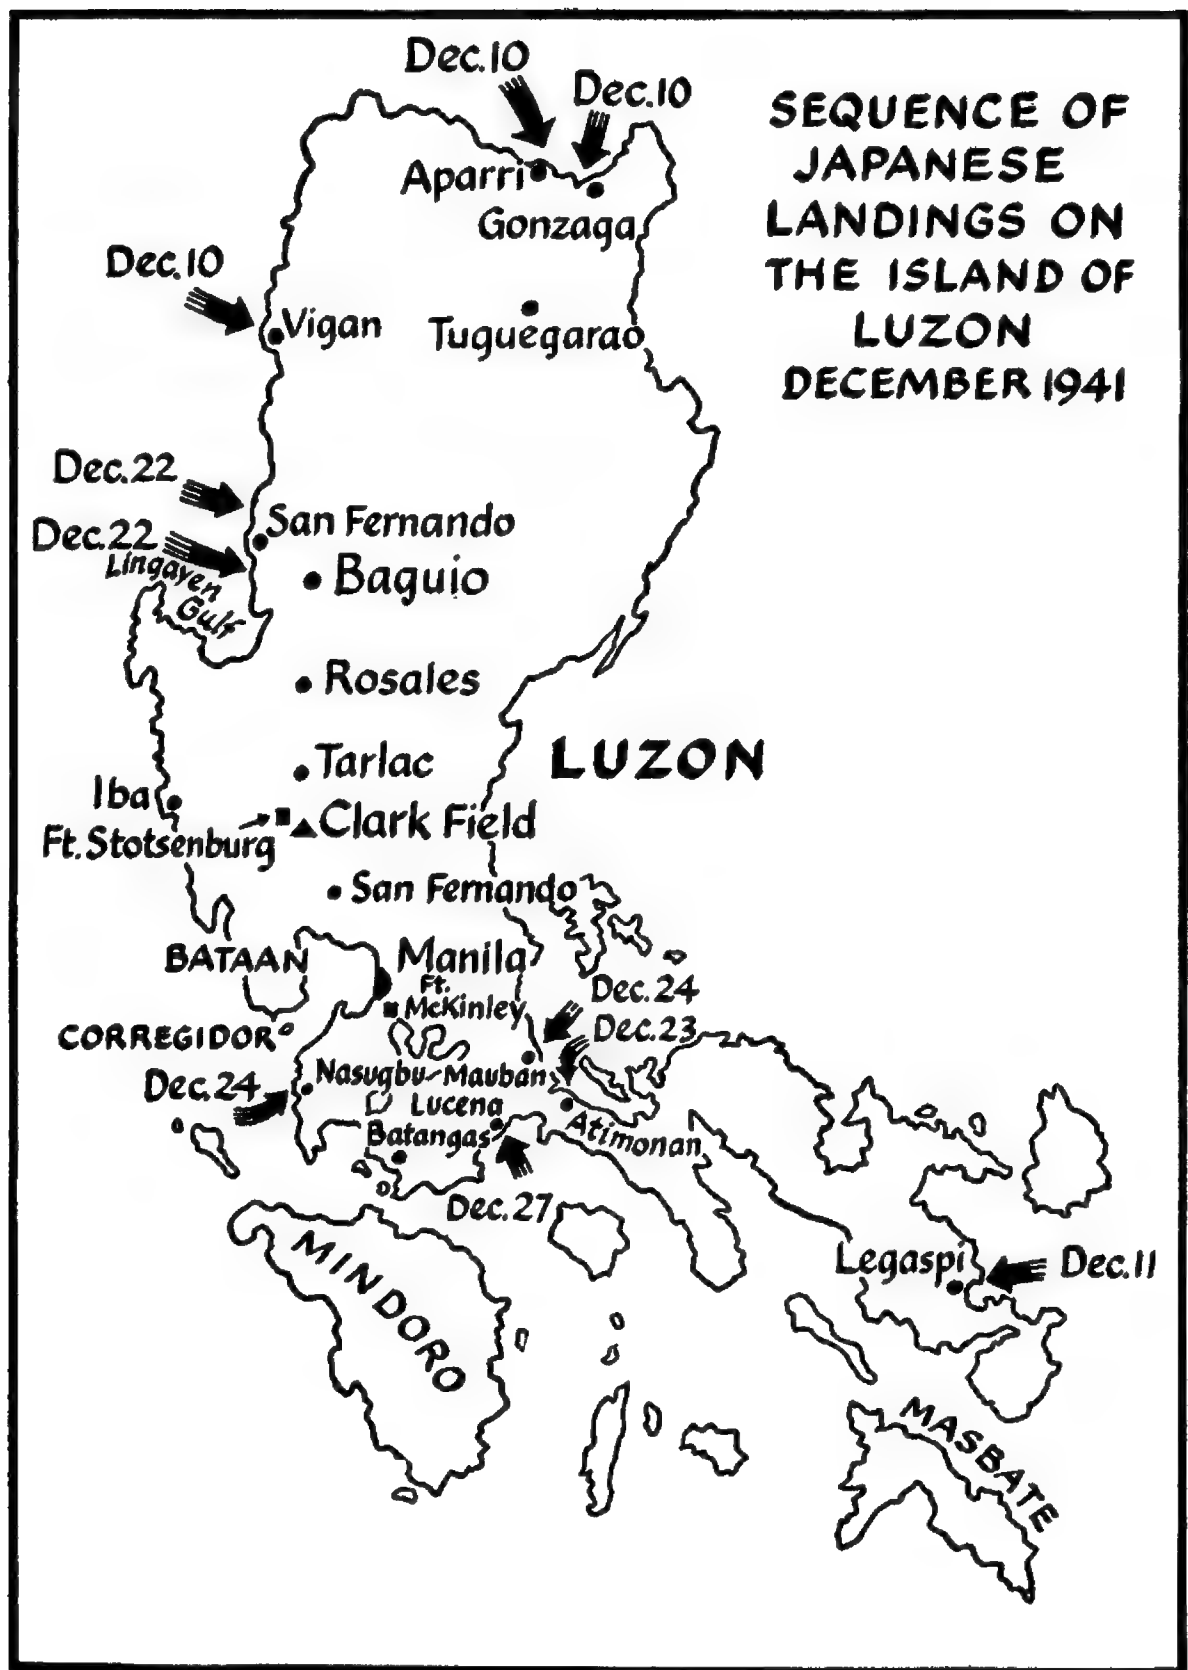 Dec.10
Dec.10
SEQUENCE OF
JAPANESE
LANDINGS ON
THE ISLAND OF
LUZON
DECEMBER 1941
Aparri
Gonzaga
Dec.10
Vigan
Tuguegarao
Dec.22
San Fernando
Dec.22
Lingayen
Gulf
Baguio
Rosales
Tarlac
LUZON
Iba
Clark Field
Ft. Stotsenburg
San Fernando
BATAAN
Manila
Ft.
McKinley
Dec.24
CORREGIDOR
Dec.23
Dec.24
Nasugbu
Mauban
Lucena
Batangas
Atimonan
Dec.27
MINDORO
Legaspi
Dec.11
MASBATE